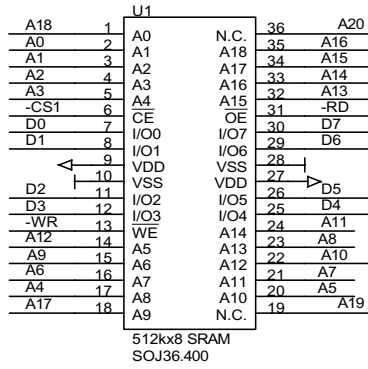 U1
A18 1 A0 N.C. 36 A20
A0 2 A1 A18 35 A16
A1 3 A2 A17 34 A15
A2 4 A3 A16 33 A14
A3 5 A4 A15 32 A13
-CS1 6 CE OE 31 -RD
D0 7 I/O0 I/O7 30 D7
D1 8 I/O1 I/O6 29 D6
9 VDD VSS 28
10 VSS VDD 27
D2 11 I/O2 I/O5 26 D5
D3 12 I/O3 I/O4 25 D4
-WR 13 WE A14 24 A11
A12 14 A5 A13 23 A8
A9 15 A6 A12 22 A10
A6 16 A7 A11 21 A7
A4 17 A8 A10 20 A5
A17 18 A9 N.C. 19 A19
512kx8 SRAM
SOJ36.400